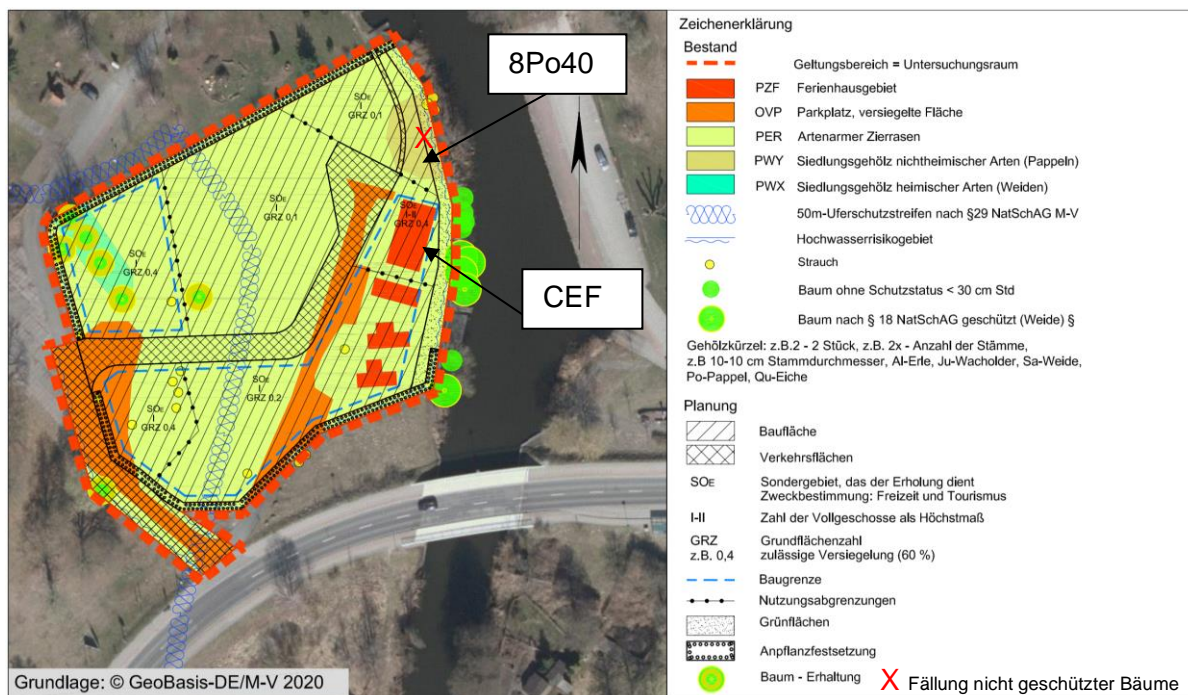 8Po40
SOE
I
GRZ 0,1
SOE
I
GRZ 0,1
SOE
I-II
GRZ 0,4
SOE
I
GRZ 0,4
CEF
SOE
I
GRZ 0,2
SOE
I
GRZ 0,4
X
Grundlage: © GeoBasis-DE/M-V 2020
Zeichenerklärung
Bestand
Geltungsbereich = Untersuchungsraum
PZF Ferienhausgebiet
OVP Parkplatz, versiegelte Fläche
PER Artenarmer Zierrasen
PWY Siedlungsgehölz nichtheimischer Arten (Pappeln)
PWX Siedlungsgehölz heimischer Arten (Weiden)
50m-Uferschutzstreifen nach §29 NatSchAG M-V
Hochwasserrisikogebiet
Strauch
Baum ohne Schutzstatus < 30 cm Std
Baum nach § 18 NatSchAG geschützt (Weide) §
Gehölzkürzel: z.B.2 - 2 Stück, z.B. 2x - Anzahl der Stämme,
z.B 10-10 cm Stammdurchmesser, Al-Erle, Ju-Wacholder, Sa-Weide,
Po-Pappel, Qu-Eiche
Planung
Baufläche
Verkehrsflächen
SOE Sondergebiet, das der Erholung dient
Zweckbestimmung: Freizeit und Tourismus
I-II Zahl der Vollgeschosse als Höchstmaß
GRZ Grundflächenzahl
z.B. 0,4 zulässige Versiegelung (60 %)
Baugrenze
Nutzungsabgrenzungen
Grünflächen
Anpflanzfestsetzung
Baum - Erhaltung
X Fällung nicht geschützter Bäume